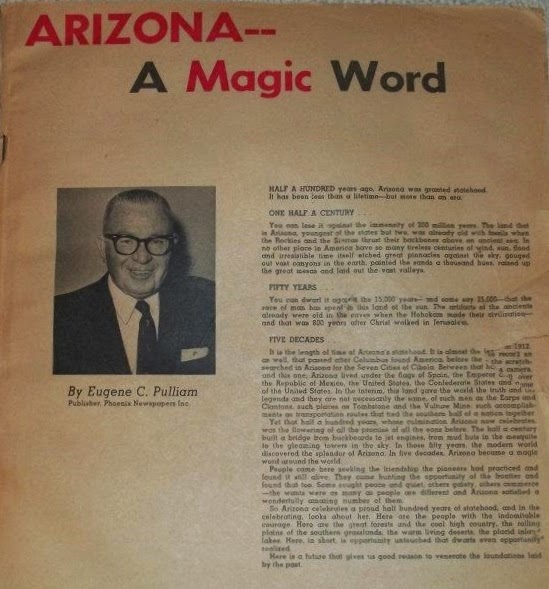 ARIZONA--
A Magic Word
By Eugene C. Pulliam
Publisher, Phoenix Newspapers Inc.
HALF A HUNDRED years ago, Arizona was granted statehood.
It has been less than a lifetime—but more than an era.
ONE HALF A CENTURY . . .
You can lose it against the immensity of 200 million years. The land that
is Arizona, youngest of the states but two, was already old with fossils when
the Rockies and the Sierras thrust their backbones above an ancient sea. In
no other place in America have so many tireless centuries of wind, sun, flood
and irresistible time itself etched great pinnacles against the sky, gouged
out vast canyons in the earth, painted the sands a thousand hues, raised up
the great mesas and laid out the vast valleys.
FIFTY YEARS . . .
You can dwarf it against the 15,000 years— and some say 25,000—that the
race of man has spent in this land of the sun. The artifacts of the ancients
already were old in the caves when the Hohokam made their civilization—
and that was 800 years after Christ walked in Jerusalem.
FIVE DECADES
It is the length of time of Arizona's statehood. It is almost the
as well, that passed after Columbus found America, before the
searched in Arizona for the Seven Cities of Cibola. Between that
and this one, Arizona lived under the flags of Spain, the Emperor
the Republic of Mexico, the United States, the Confederate States and
of the United States. In the interim, this land gave the world the truth and
legends and they are not necessarily the same, of such men as the Earps and
Clantons, such places as Tombstone and the Vulture Mine, such accomplish-
ments as transportation routes that tied the southern half of a nation together.
Yet that half a hundred years, whose culmination Arizona now celebrates,
was the flowering of all the promise of all the eons before. The half a century
built a bridge from buckboards to jet engines, from mud huts in the mesquite
to the gleaming towers in the sky. In those fifty years, the modern world
discovered the splendor of Arizona. In five decades, Arizona became a magic
word around the world.
People came here seeking the friendship the pioneers had practiced and
found it still alive. They came hunting the opportunity of the frontier and
found that too. Some sought peace and quiet, others gaiety, others commerce
—the wants were as many as people are different and Arizona satisfied a
wonderfully amazing number of them.
So Arizona celebrates a proud half hundred years of statehood, and in the
celebrating, looks about her. Here are the people with the indomitable
courage. Here are the great forests and the cool high country, the rolling
plains of the southern grasslands, the warm living deserts, the placid
lakes. Here, in short, is opportunity untouched that dwarfs even opportunity
realized.
Here is a future that gives us good reason to venerate the foundations laid
by the past.
1912